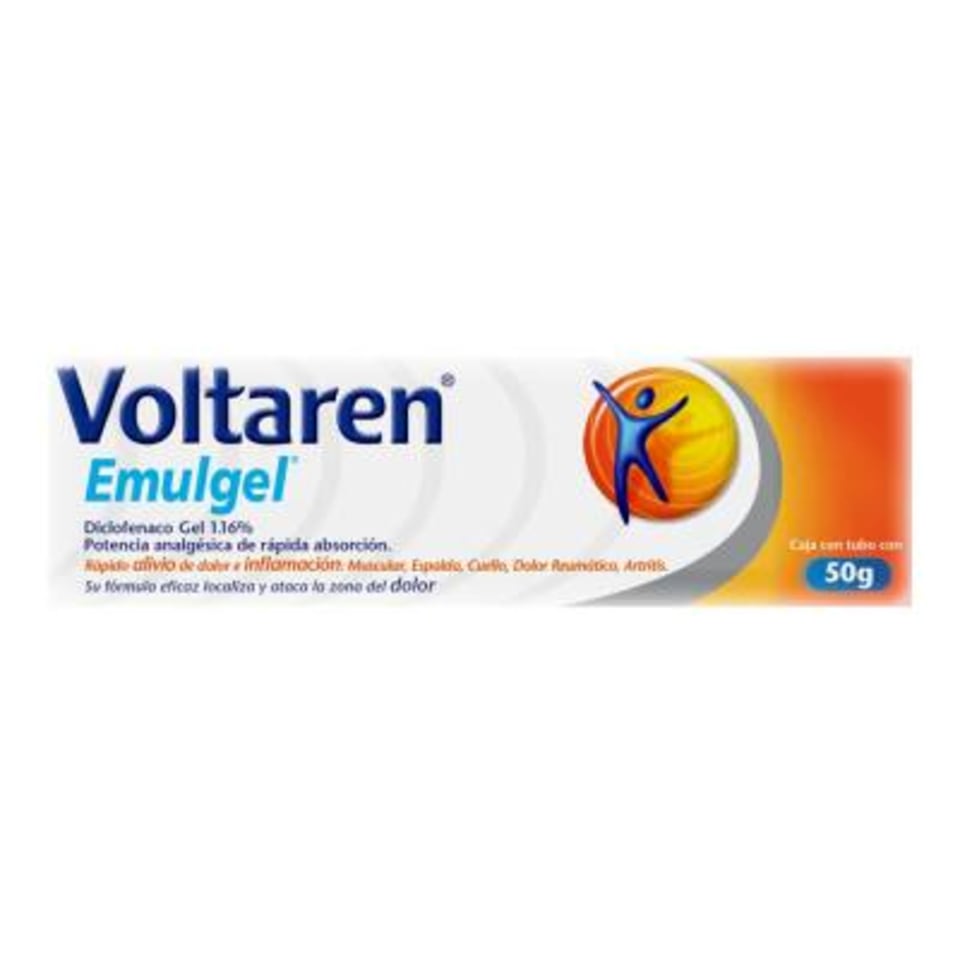 Voltaren®
Emulgel
Diclofenaco Gel 1.16%
Potencia analgésica de rápida absorción.
Rápido alivio de dolor e inflamación: Muscular, Espalda, Cuello, Dolor Reumático, Artritis.
Su fórmula eficaz localiza y ataca la zona del dolor
Caja con tubo con
50g